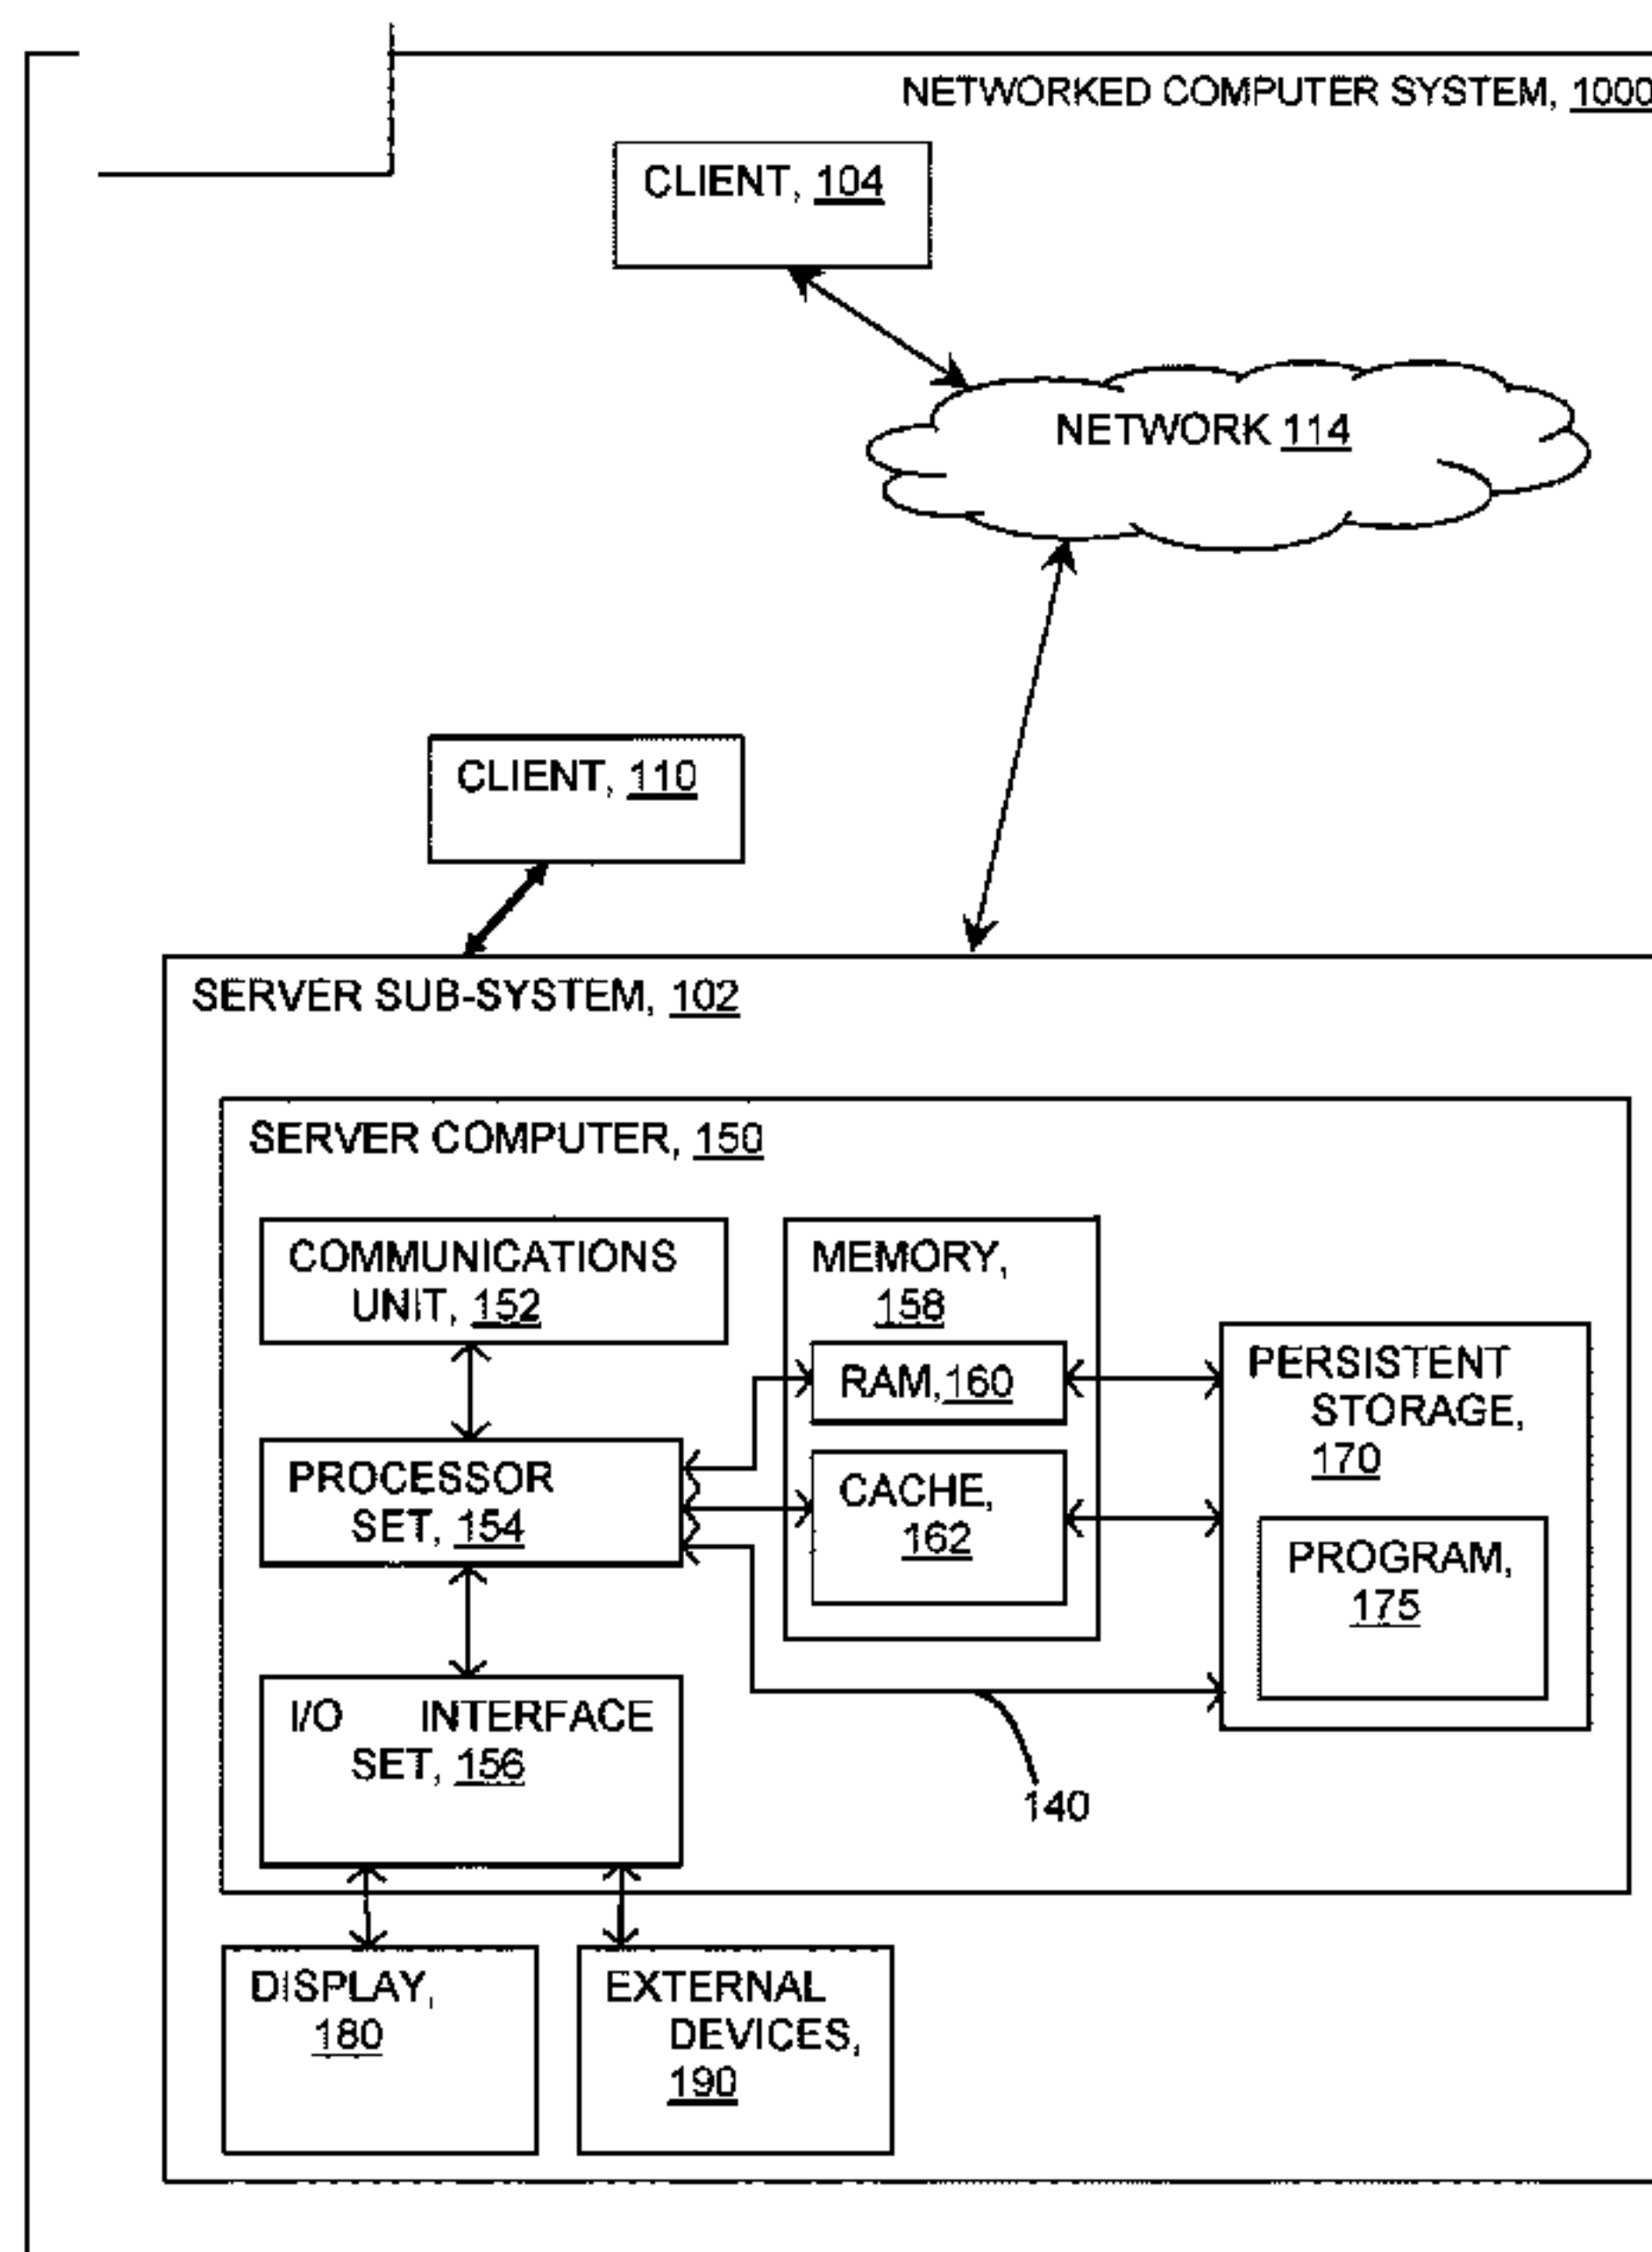 NETWORKED COMPUTER SYSTEM, 1000
CLIENT, 104
NETWORK 114
CLIENT, 110
SERVER SUB-SYSTEM, 102
SERVER COMPUTER, 150
COMMUNICATIONS
UNIT, 152
MEMORY,
158
RAM,160
PERSISTENT
STORAGE,
170
PROCESSOR
SET, 154
CACHE,
162
PROGRAM,
175
I/O INTERFACE
SET, 156
140
DISPLAY,
180
EXTERNAL
DEVICES,
190